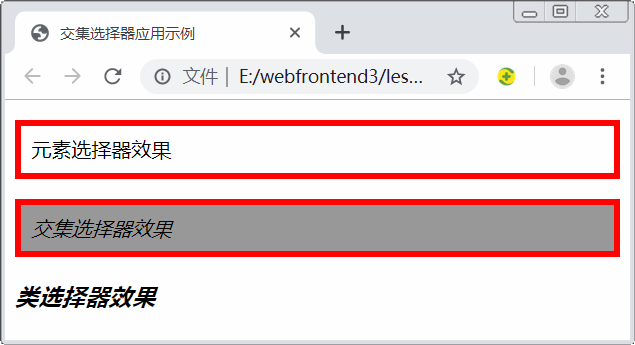 交集选择器应用示例
文件 | E:/webfrontend3/les...
元素选择器效果
交集选择器效果
类选择器效果